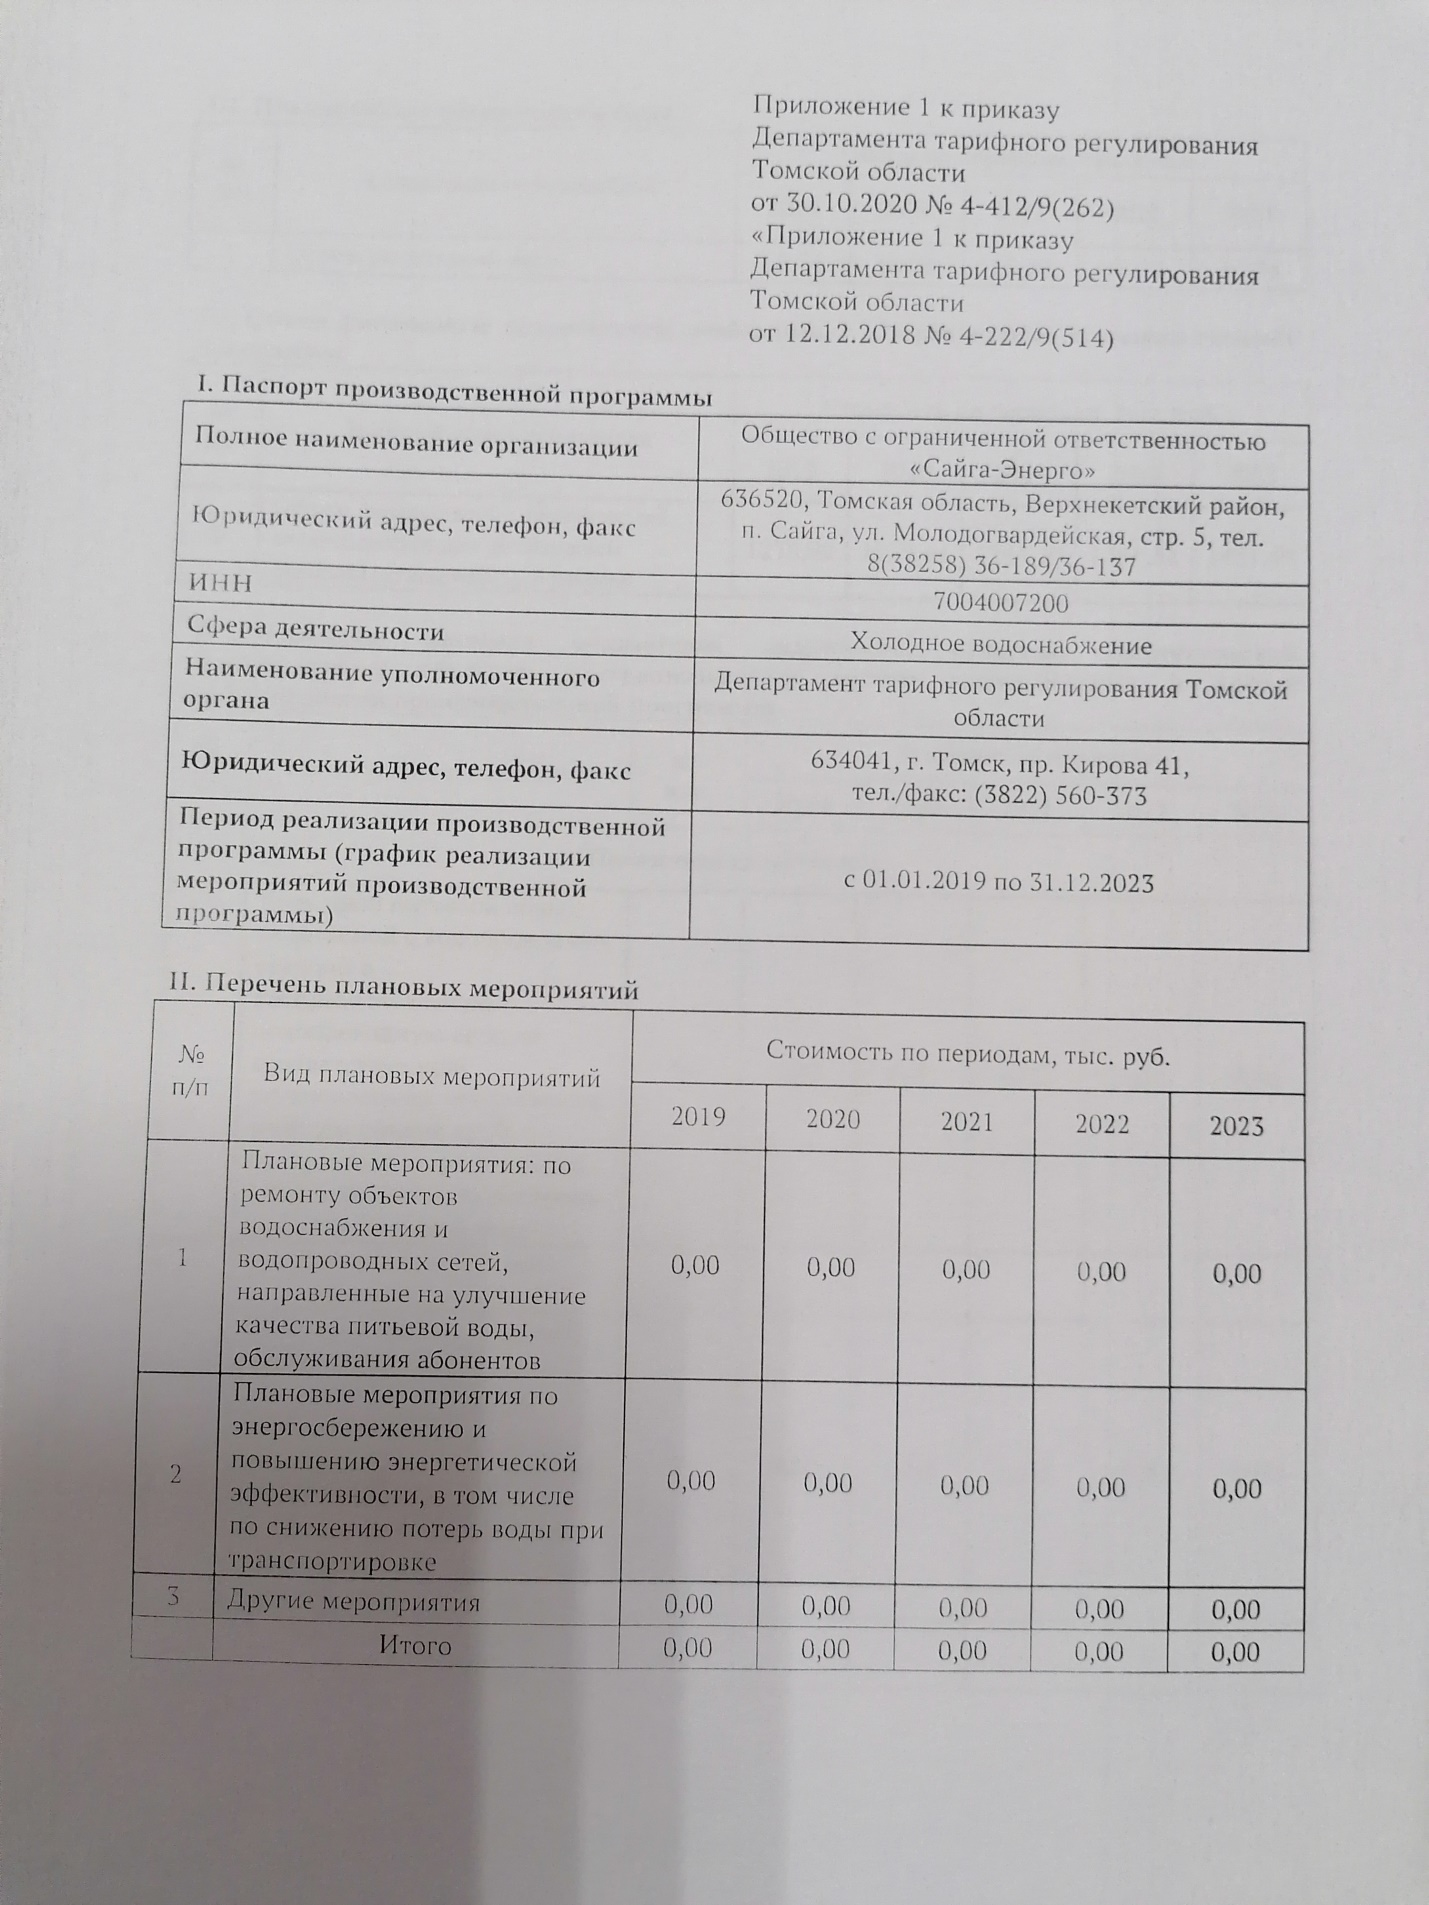 Приложение 1 к приказу
Департамента тарифного регулирования
Томской области
от 30.10.2020 № 4-412/9(262)
«Приложение 1 к приказу
Департамента тарифного регулирования
Томской области
от 12.12.2018 № 4-222/9(514)
I. Паспорт производственной программы
Полное наименование организации
Общество с ограниченной ответственностью
«Сайга-Энерго»
Юридический адрес, телефон, факс
636520, Томская область, Верхнекетский район,
п. Сайга, ул. Молодогвардейская, стр. 5, тел.
8(38258) 36-189/36-137
ИНН
7004007200
Сфера деятельности
Холодное водоснабжение
Наименование уполномоченного
органа
Департамент тарифного регулирования Томской
области
Юридический адрес, телефон, факс
634041, г. Томск, пр. Кирова 41,
тел./факс: (3822) 560-373
Период реализации производственной
программы (график реализации
мероприятий производственной
программы)
с 01.01.2019 по 31.12.2023
II. Перечень плановых мероприятий
№
п/п
Вид плановых мероприятий
Стоимость по периодам, тыс. руб.
2019 2020 2021 2022 2023
1
Плановые мероприятия: по
ремонту объектов
водоснабжения и
водопроводных сетей,
направленные на улучшение
качества питьевой воды,
обслуживания абонентов
0,00 0,00 0,00 0,00 0,00
2
Плановые мероприятия по
энергосбережению и
повышению энергетической
эффективности, в том числе
по снижению потерь воды при
транспортировке
0,00 0,00 0,00 0,00 0,00
3 Другие мероприятия 0,00 0,00 0,00 0,00 0,00
Итого 0,00 0,00 0,00 0,00 0,00